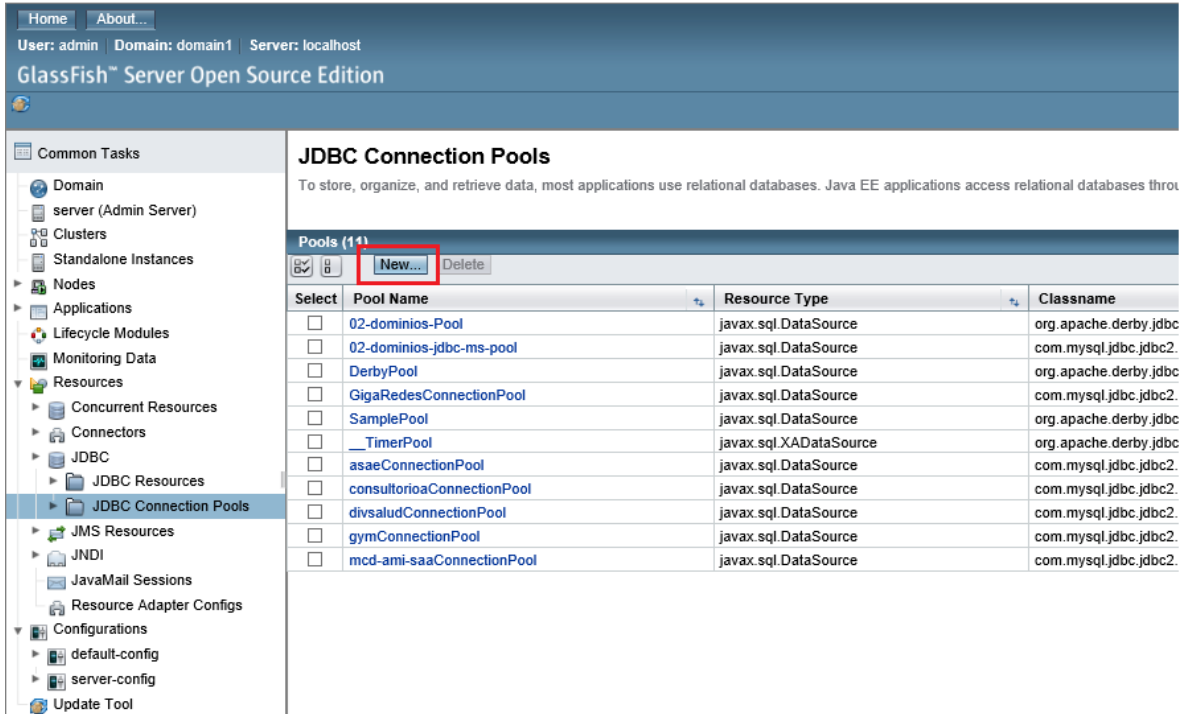 Home About...
User: admin Domain: domain1 Server: localhost
GlassFish™ Server Open Source Edition
Common Tasks
Domain
server (Admin Server)
Clusters
Standalone Instances
Nodes
Applications
Lifecycle Modules
Monitoring Data
Resources
Concurrent Resources
Connectors
JDBC
JDBC Resources
JDBC Connection Pools
JMS Resources
JNDI
JavaMail Sessions
Resource Adapter Configs
Configurations
default-config
server-config
Update Tool
JDBC Connection Pools
To store, organize, and retrieve data, most applications use relational databases. Java EE applications access relational databases throu
Pools (11)
New... Delete
Select Pool Name Resource Type Classname
02-dominios-Pool javax.sql.DataSource org.apache.derby.jdbc
02-dominios-jdbc-ms-pool javax.sql.DataSource com.mysql.jdbc.jdbc2.
DerbyPool javax.sql.DataSource org.apache.derby.jdbc
GigaRedesConnectionPool javax.sql.DataSource com.mysql.jdbc.jdbc2.
SamplePool javax.sql.DataSource org.apache.derby.jdbc
__TimerPool javax.sql.XADataSource org.apache.derby.jdbc
asaeConnectionPool javax.sql.DataSource com.mysql.jdbc.jdbc2.
consultorioaConnectionPool javax.sql.DataSource com.mysql.jdbc.jdbc2.
divsaludConnectionPool javax.sql.DataSource com.mysql.jdbc.jdbc2.
gymConnectionPool javax.sql.DataSource com.mysql.jdbc.jdbc2.
mcd-ami-saaConnectionPool javax.sql.DataSource com.mysql.jdbc.jdbc2.